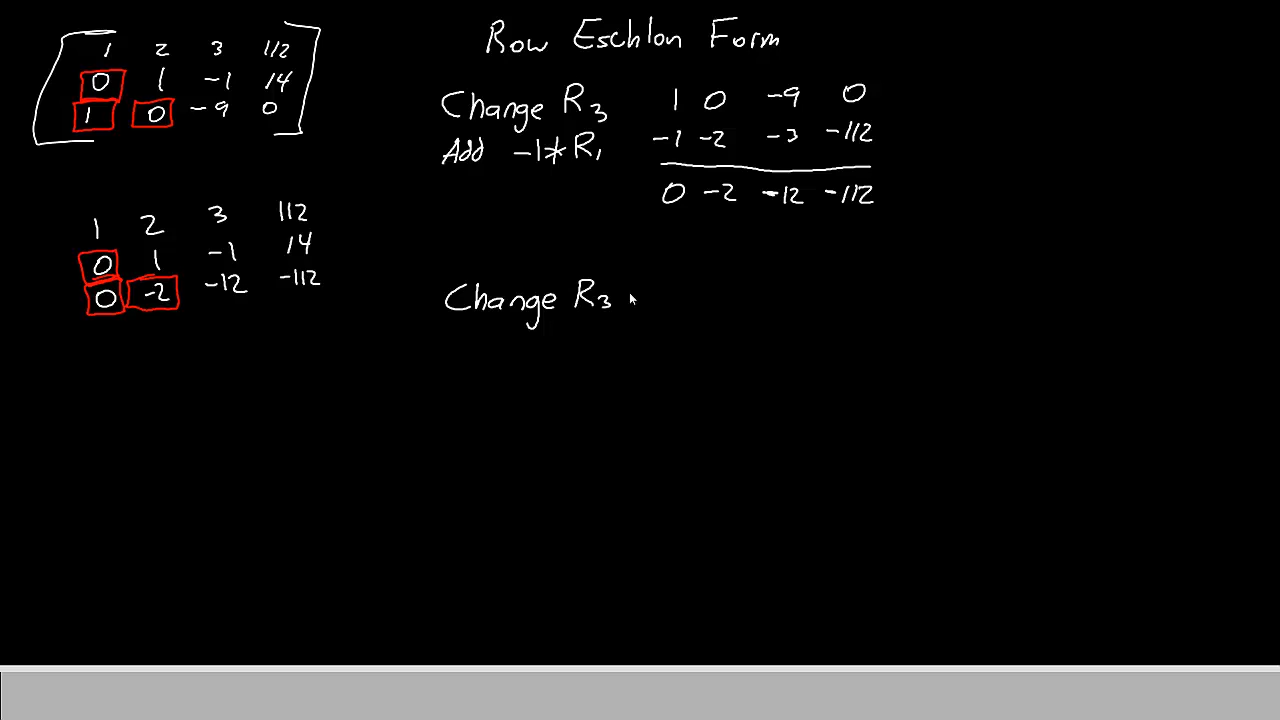 Row Eschlon Form
1 2 3 112
0 1 -1 14
1 0 -9 0
Change R3 1 0 -9 0
Add -1*R1 -1 -2 -3 -112
0 -2 -12 -112
1 2 3 112
0 1 -1 14
0 -2 -12 -112
Change R3